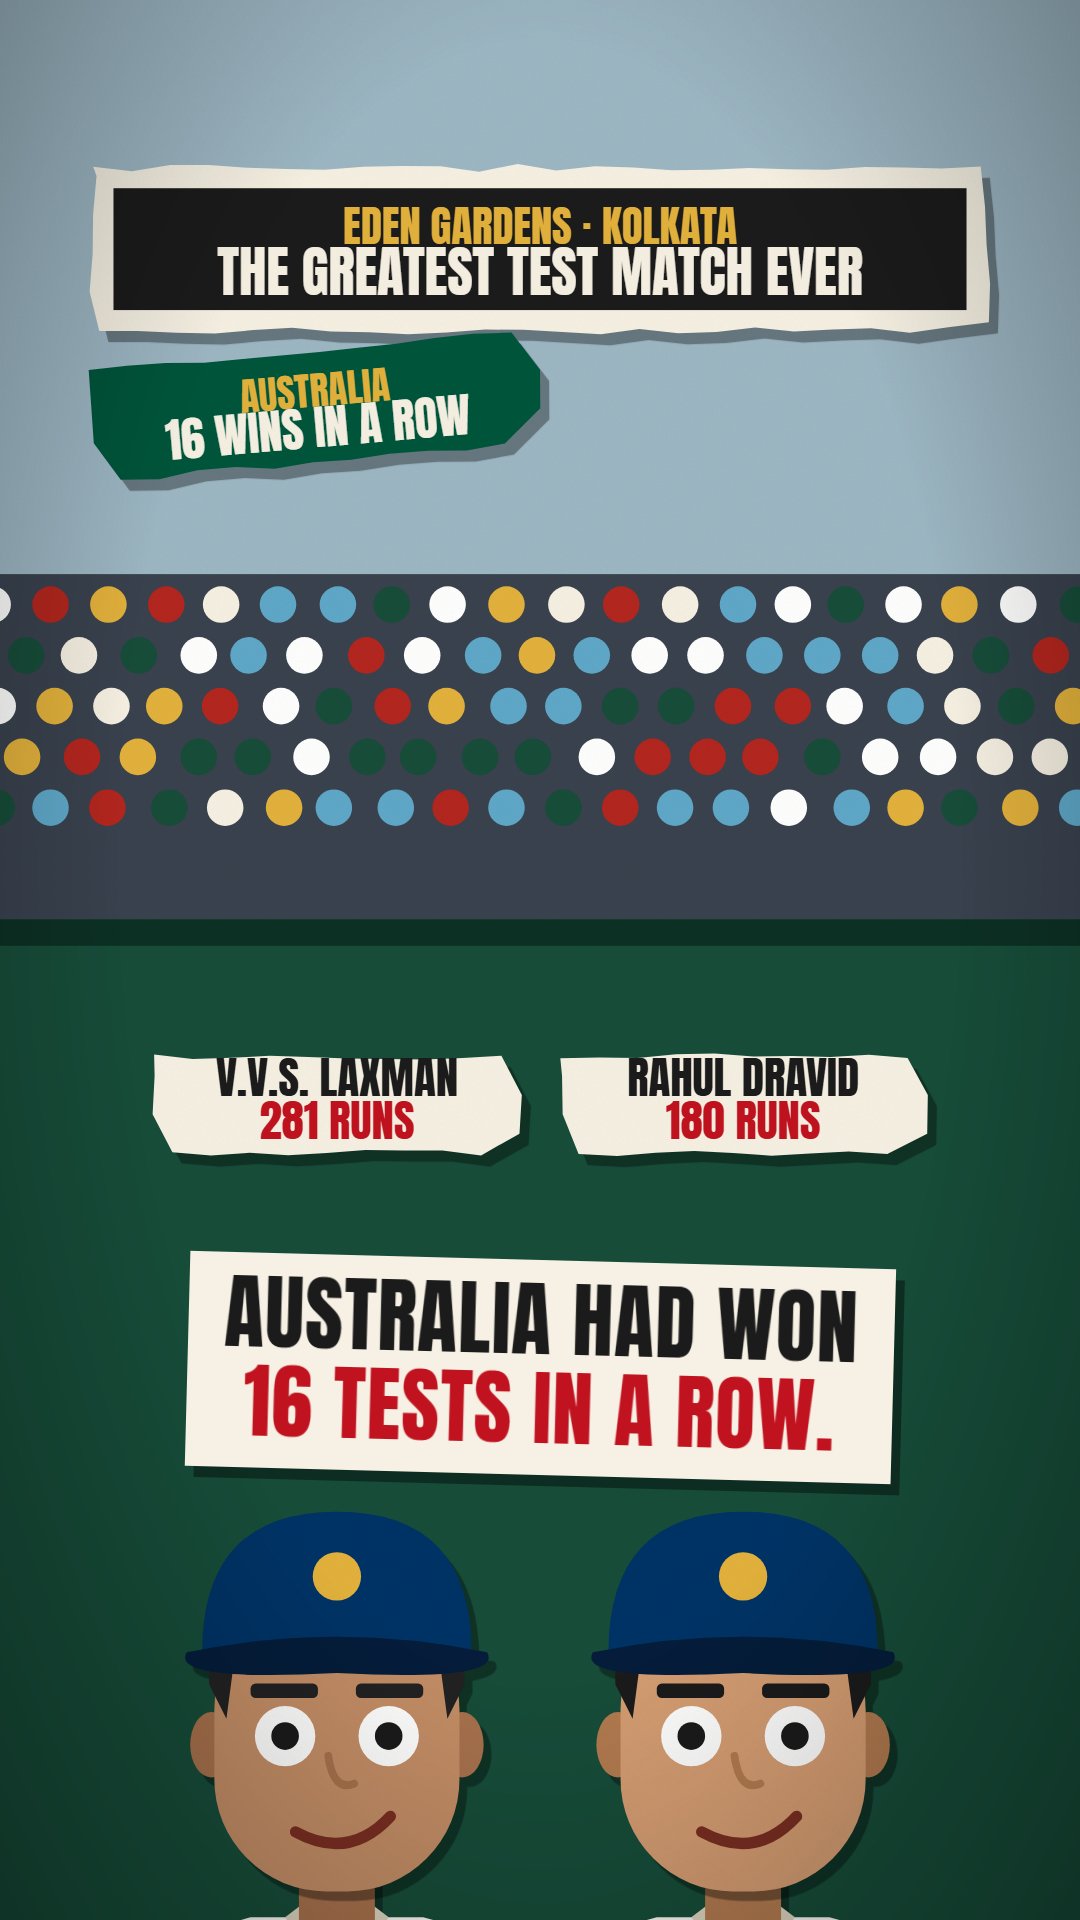 EDEN GARDENS · KOLKATA
THE GREATEST TEST MATCH EVER
AUSTRALIA
16 WINS IN A ROW
V.V.S. LAXMAN
281 RUNS
RAHUL DRAVID
180 RUNS
AUSTRALIA HAD WON
16 TESTS IN A ROW.